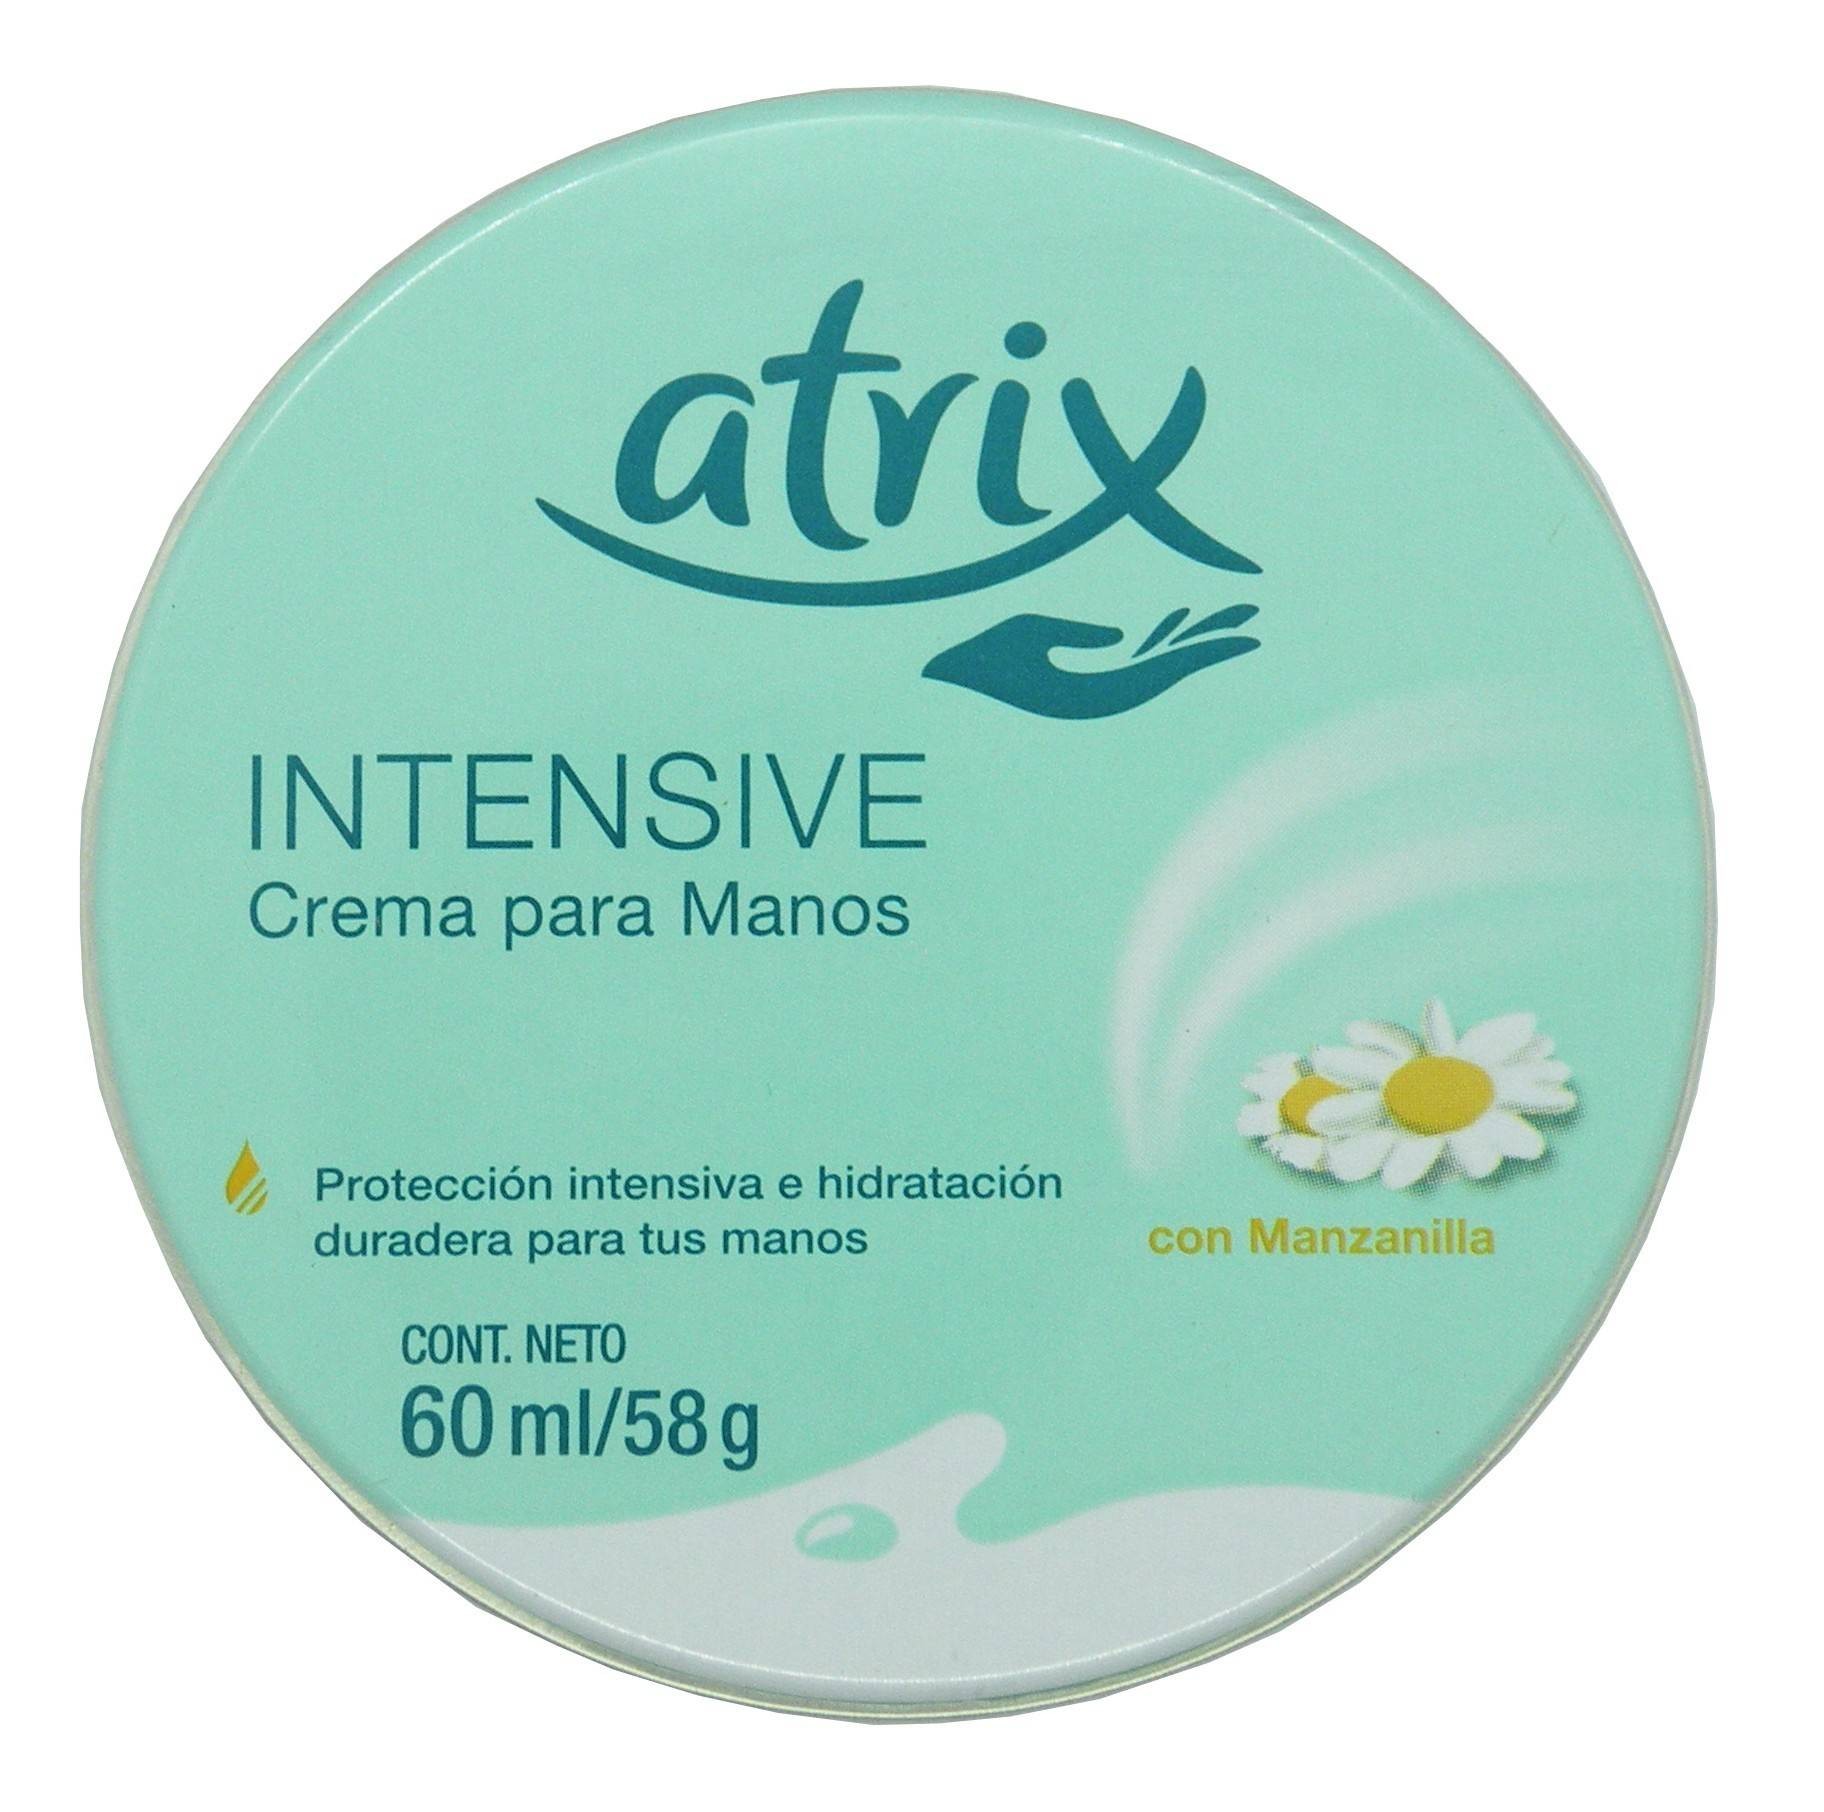 atrix
INTENSIVE
Crema para Manos
Protección intensiva e hidratación
duradera para tus manos
con Manzanilla
CONT. NETO
60 ml/58 g